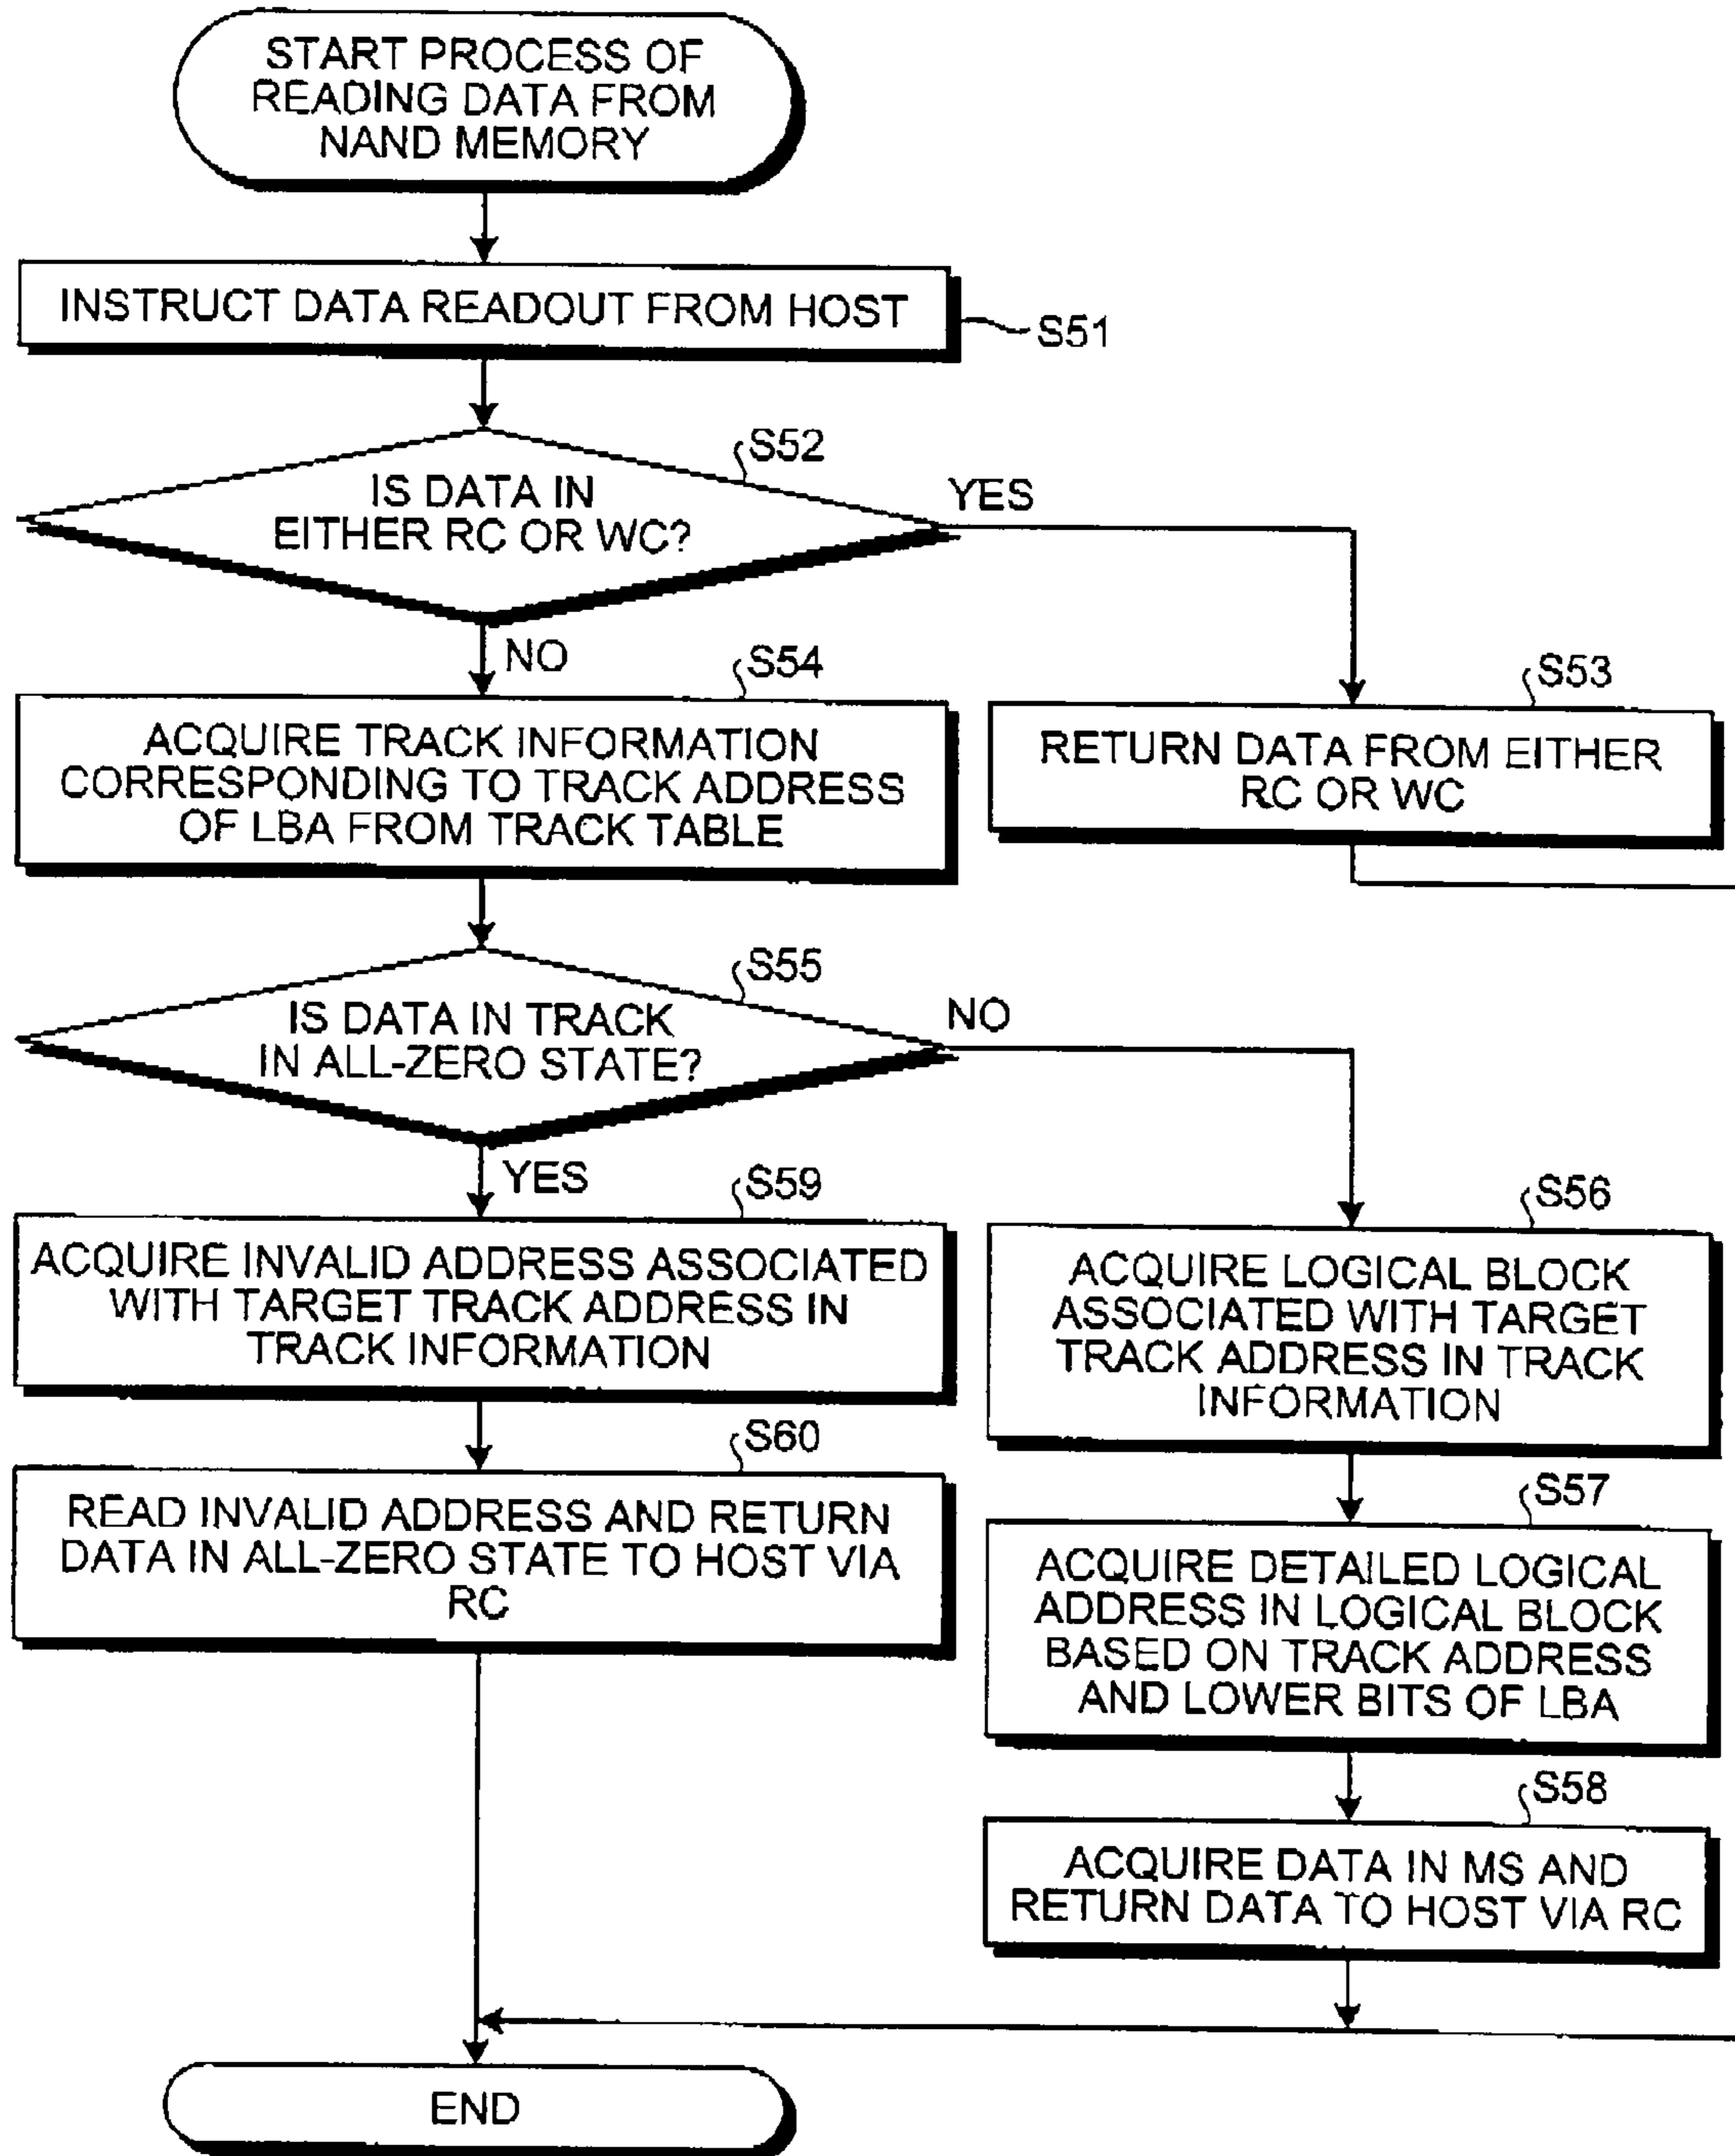 START PROCESS OF
READING DATA FROM
NAND MEMORY
INSTRUCT DATA READOUT FROM HOST
S51
S52
IS DATA IN
EITHER RC OR WC?
YES
NO
S54
ACQUIRE TRACK INFORMATION
CORRESPONDING TO TRACK ADDRESS
OF LBA FROM TRACK TABLE
S53
RETURN DATA FROM EITHER
RC OR WC
S55
IS DATA IN TRACK
IN ALL-ZERO STATE?
NO
YES
S59
ACQUIRE INVALID ADDRESS ASSOCIATED
WITH TARGET TRACK ADDRESS IN
TRACK INFORMATION
S56
ACQUIRE LOGICAL BLOCK
ASSOCIATED WITH TARGET
TRACK ADDRESS IN TRACK
INFORMATION
S60
READ INVALID ADDRESS AND RETURN
DATA IN ALL-ZERO STATE TO HOST VIA
RC
S57
ACQUIRE DETAILED LOGICAL
ADDRESS IN LOGICAL BLOCK
BASED ON TRACK ADDRESS
AND LOWER BITS OF LBA
S58
ACQUIRE DATA IN MS AND
RETURN DATA TO HOST VIA RC
END